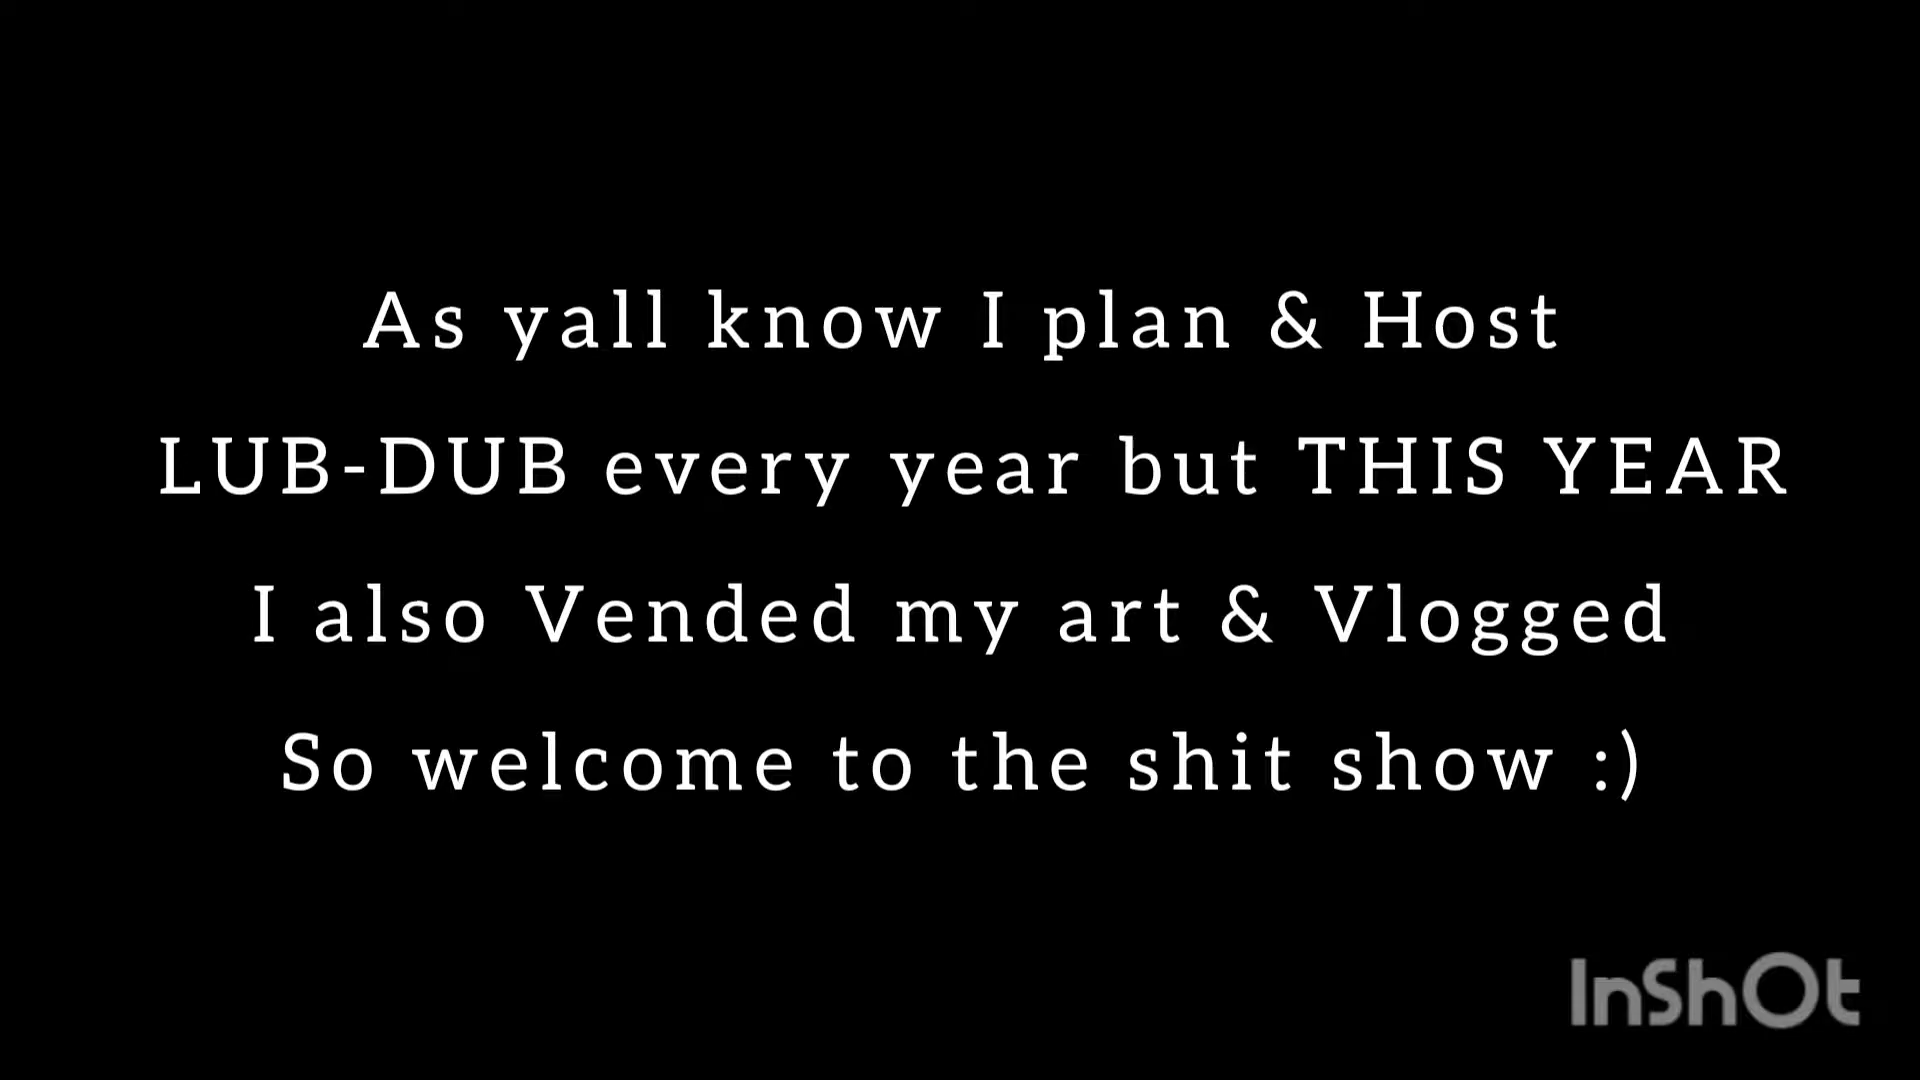 As yall know I plan & Host
LUB-DUB every year but THIS YEAR
I also Vended my art & Vlogged
So welcome to the shit show :)
InShOt